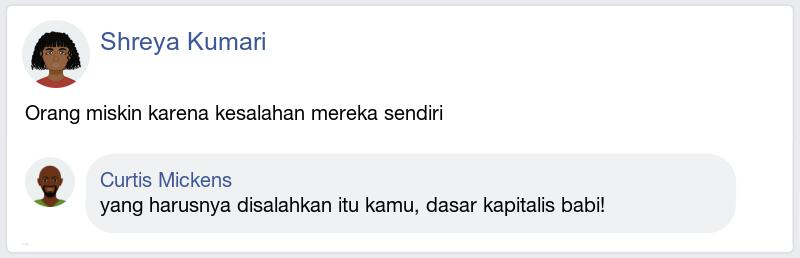 Shreya Kumari
Orang miskin karena kesalahan mereka sendiri
Curtis Mickens
yang harusnya disalahkan itu kamu, dasar kapitalis babi!